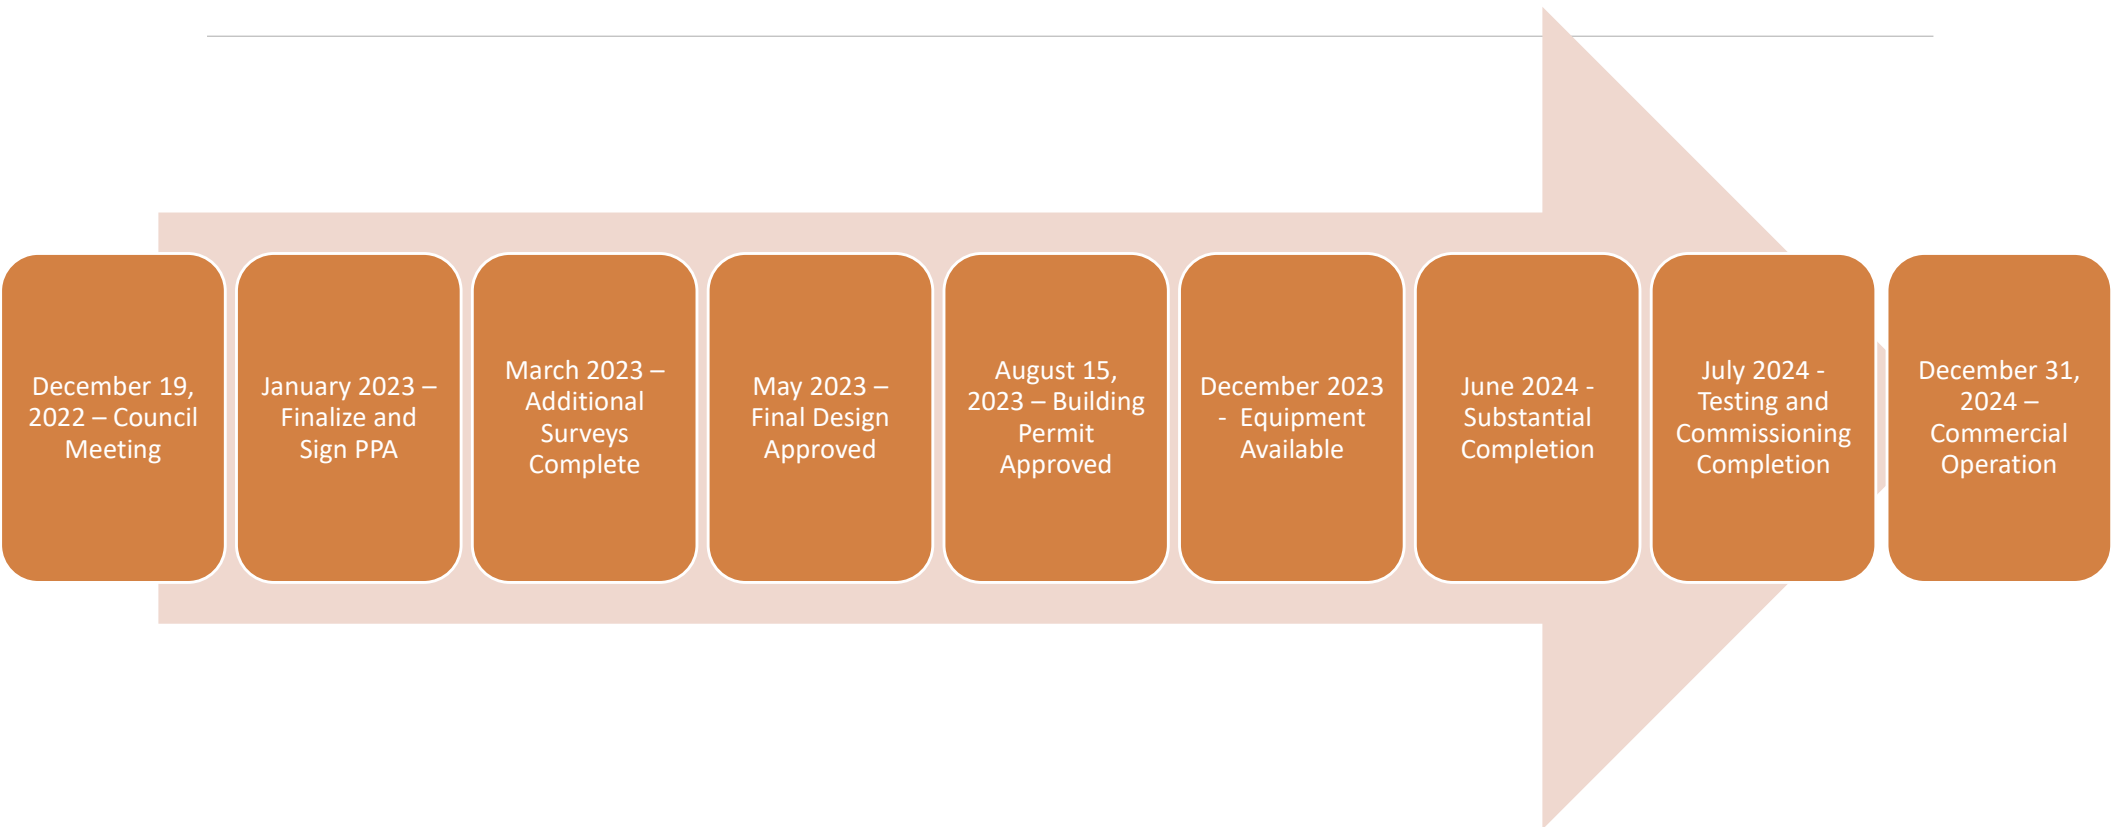 December 19,
2022 – Council
Meeting
January 2023 –
Finalize and
Sign PPA
March 2023 –
Additional
Surveys
Complete
May 2023 –
Final Design
Approved
August 15,
2023 – Building
Permit
Approved
December 2023
- Equipment
Available
June 2024 -
Substantial
Completion
July 2024 -
Testing and
Commissioning
Completion
December 31,
2024 –
Commercial
Operation